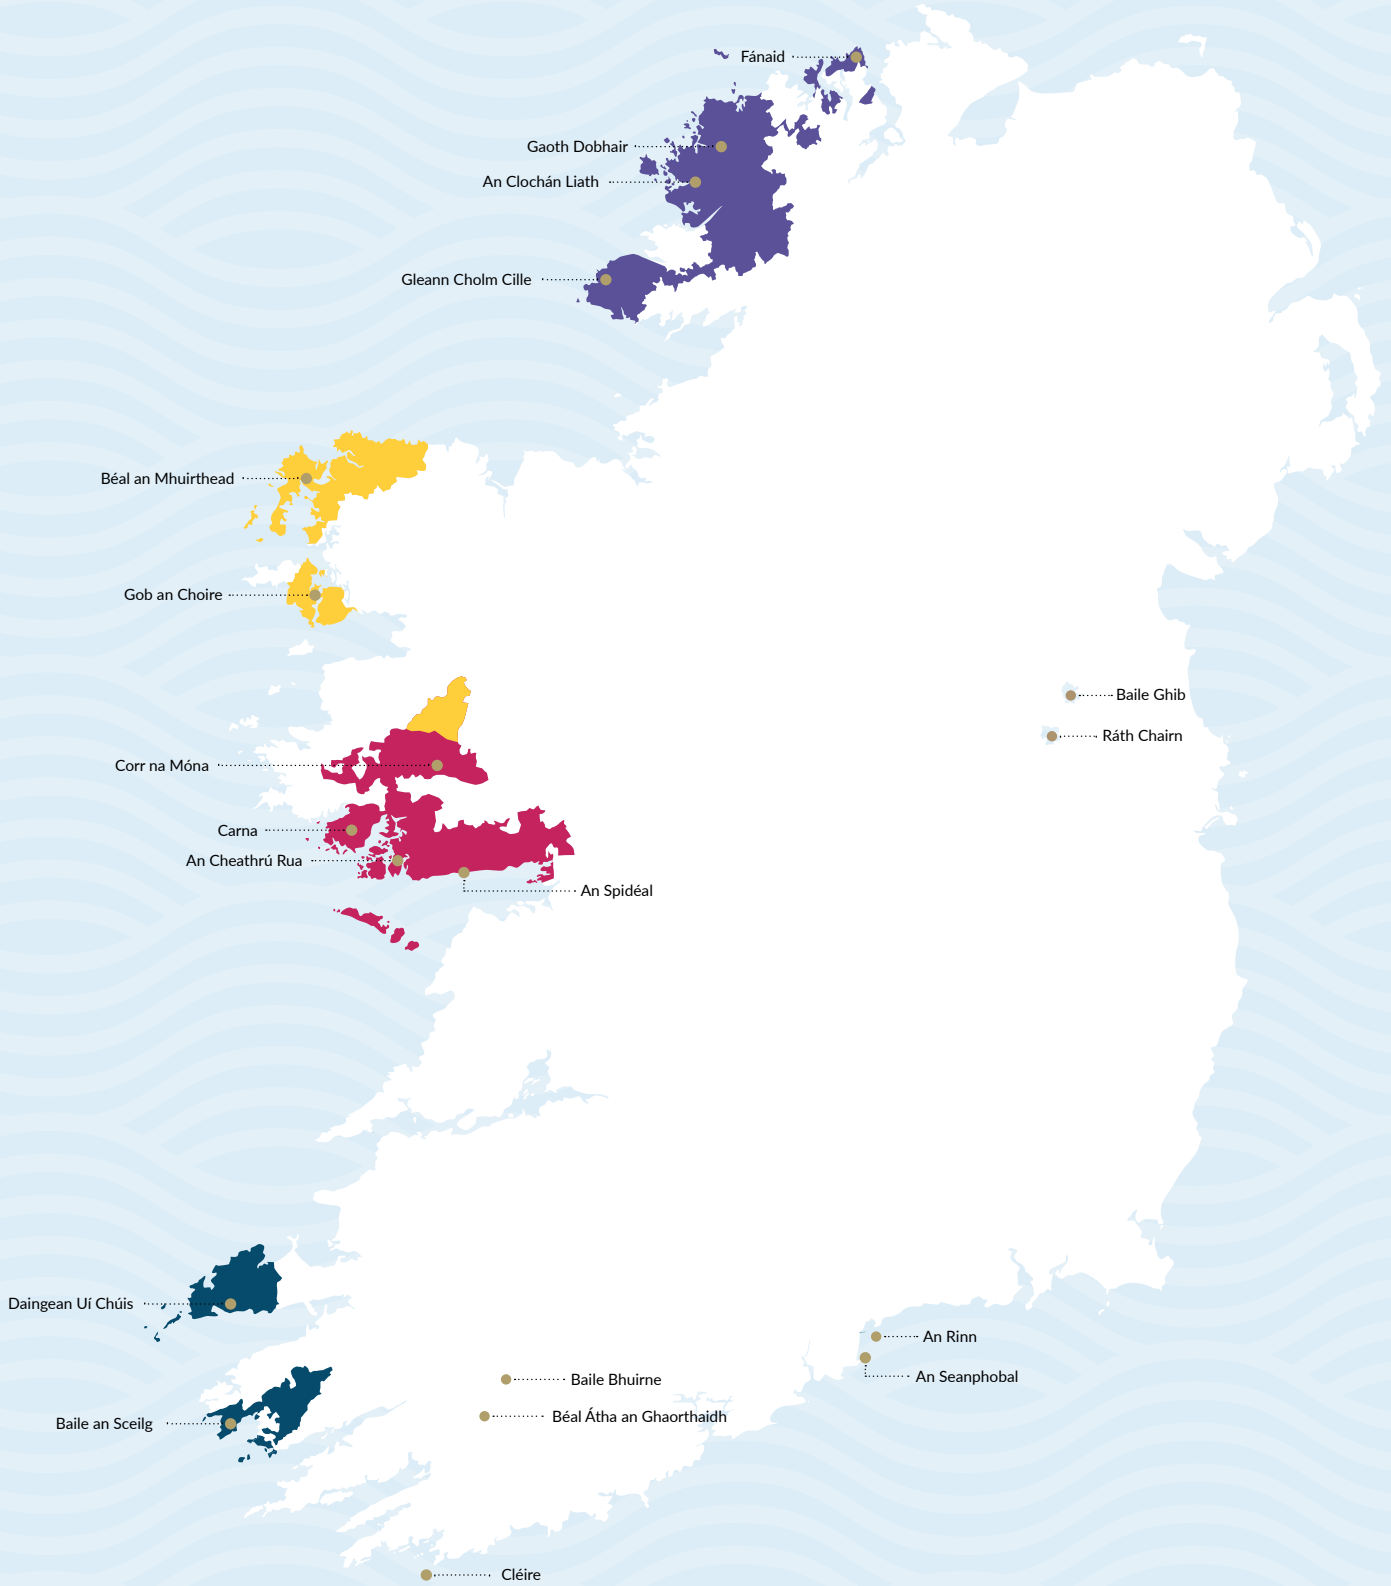 Fánaid
Gaoth Dobhair
An Clochán Liath
Gleann Cholm Cille
Béal an Mhuirthead
Gob an Choire
Baile Ghib
Ráth Chairn
Corr na Móna
Carna
An Cheathrú Rua
An Spidéal
Daingean Uí Chúis
An Rinn
An Seanphobal
Baile Bhuirne
Béal Átha an Ghaorthaidh
Baile an Sceilg
Cléire